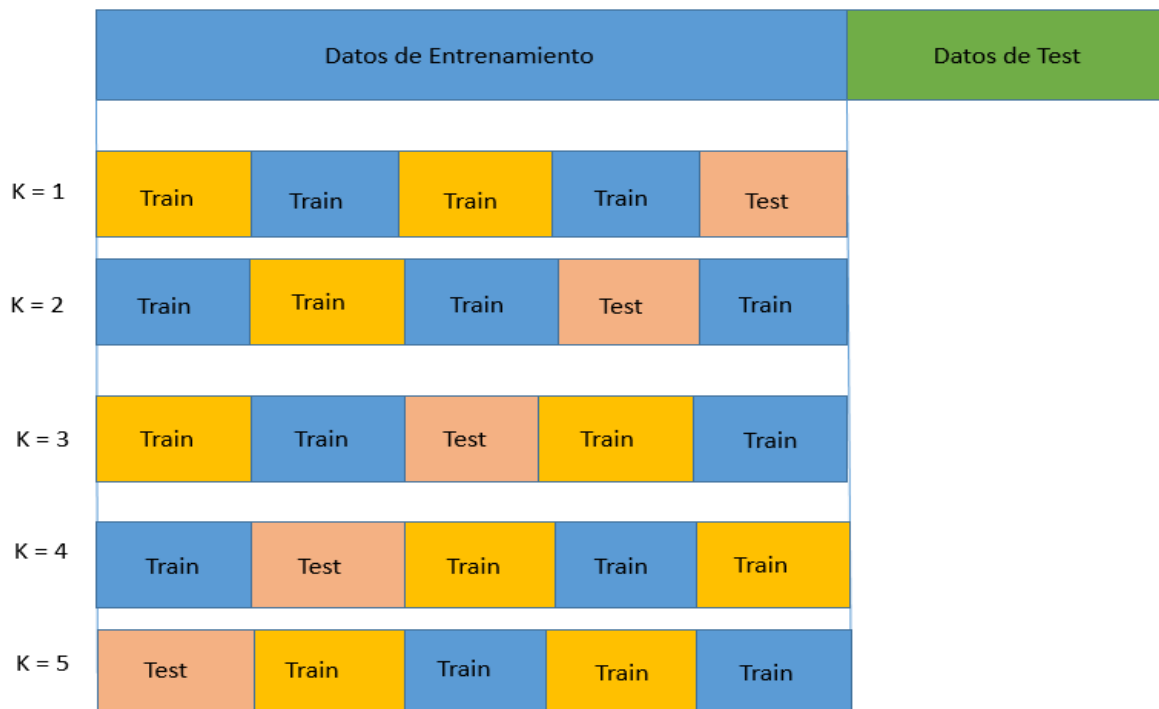 Datos de Entrenamiento
Datos de Test
K = 1
Train
Train
Train
Train
Test
K = 2
Train
Train
Train
Test
Train
K = 3
Train
Train
Test
Train
Train
K = 4
Train
Test
Train
Train
Train
K = 5
Test
Train
Train
Train
Train